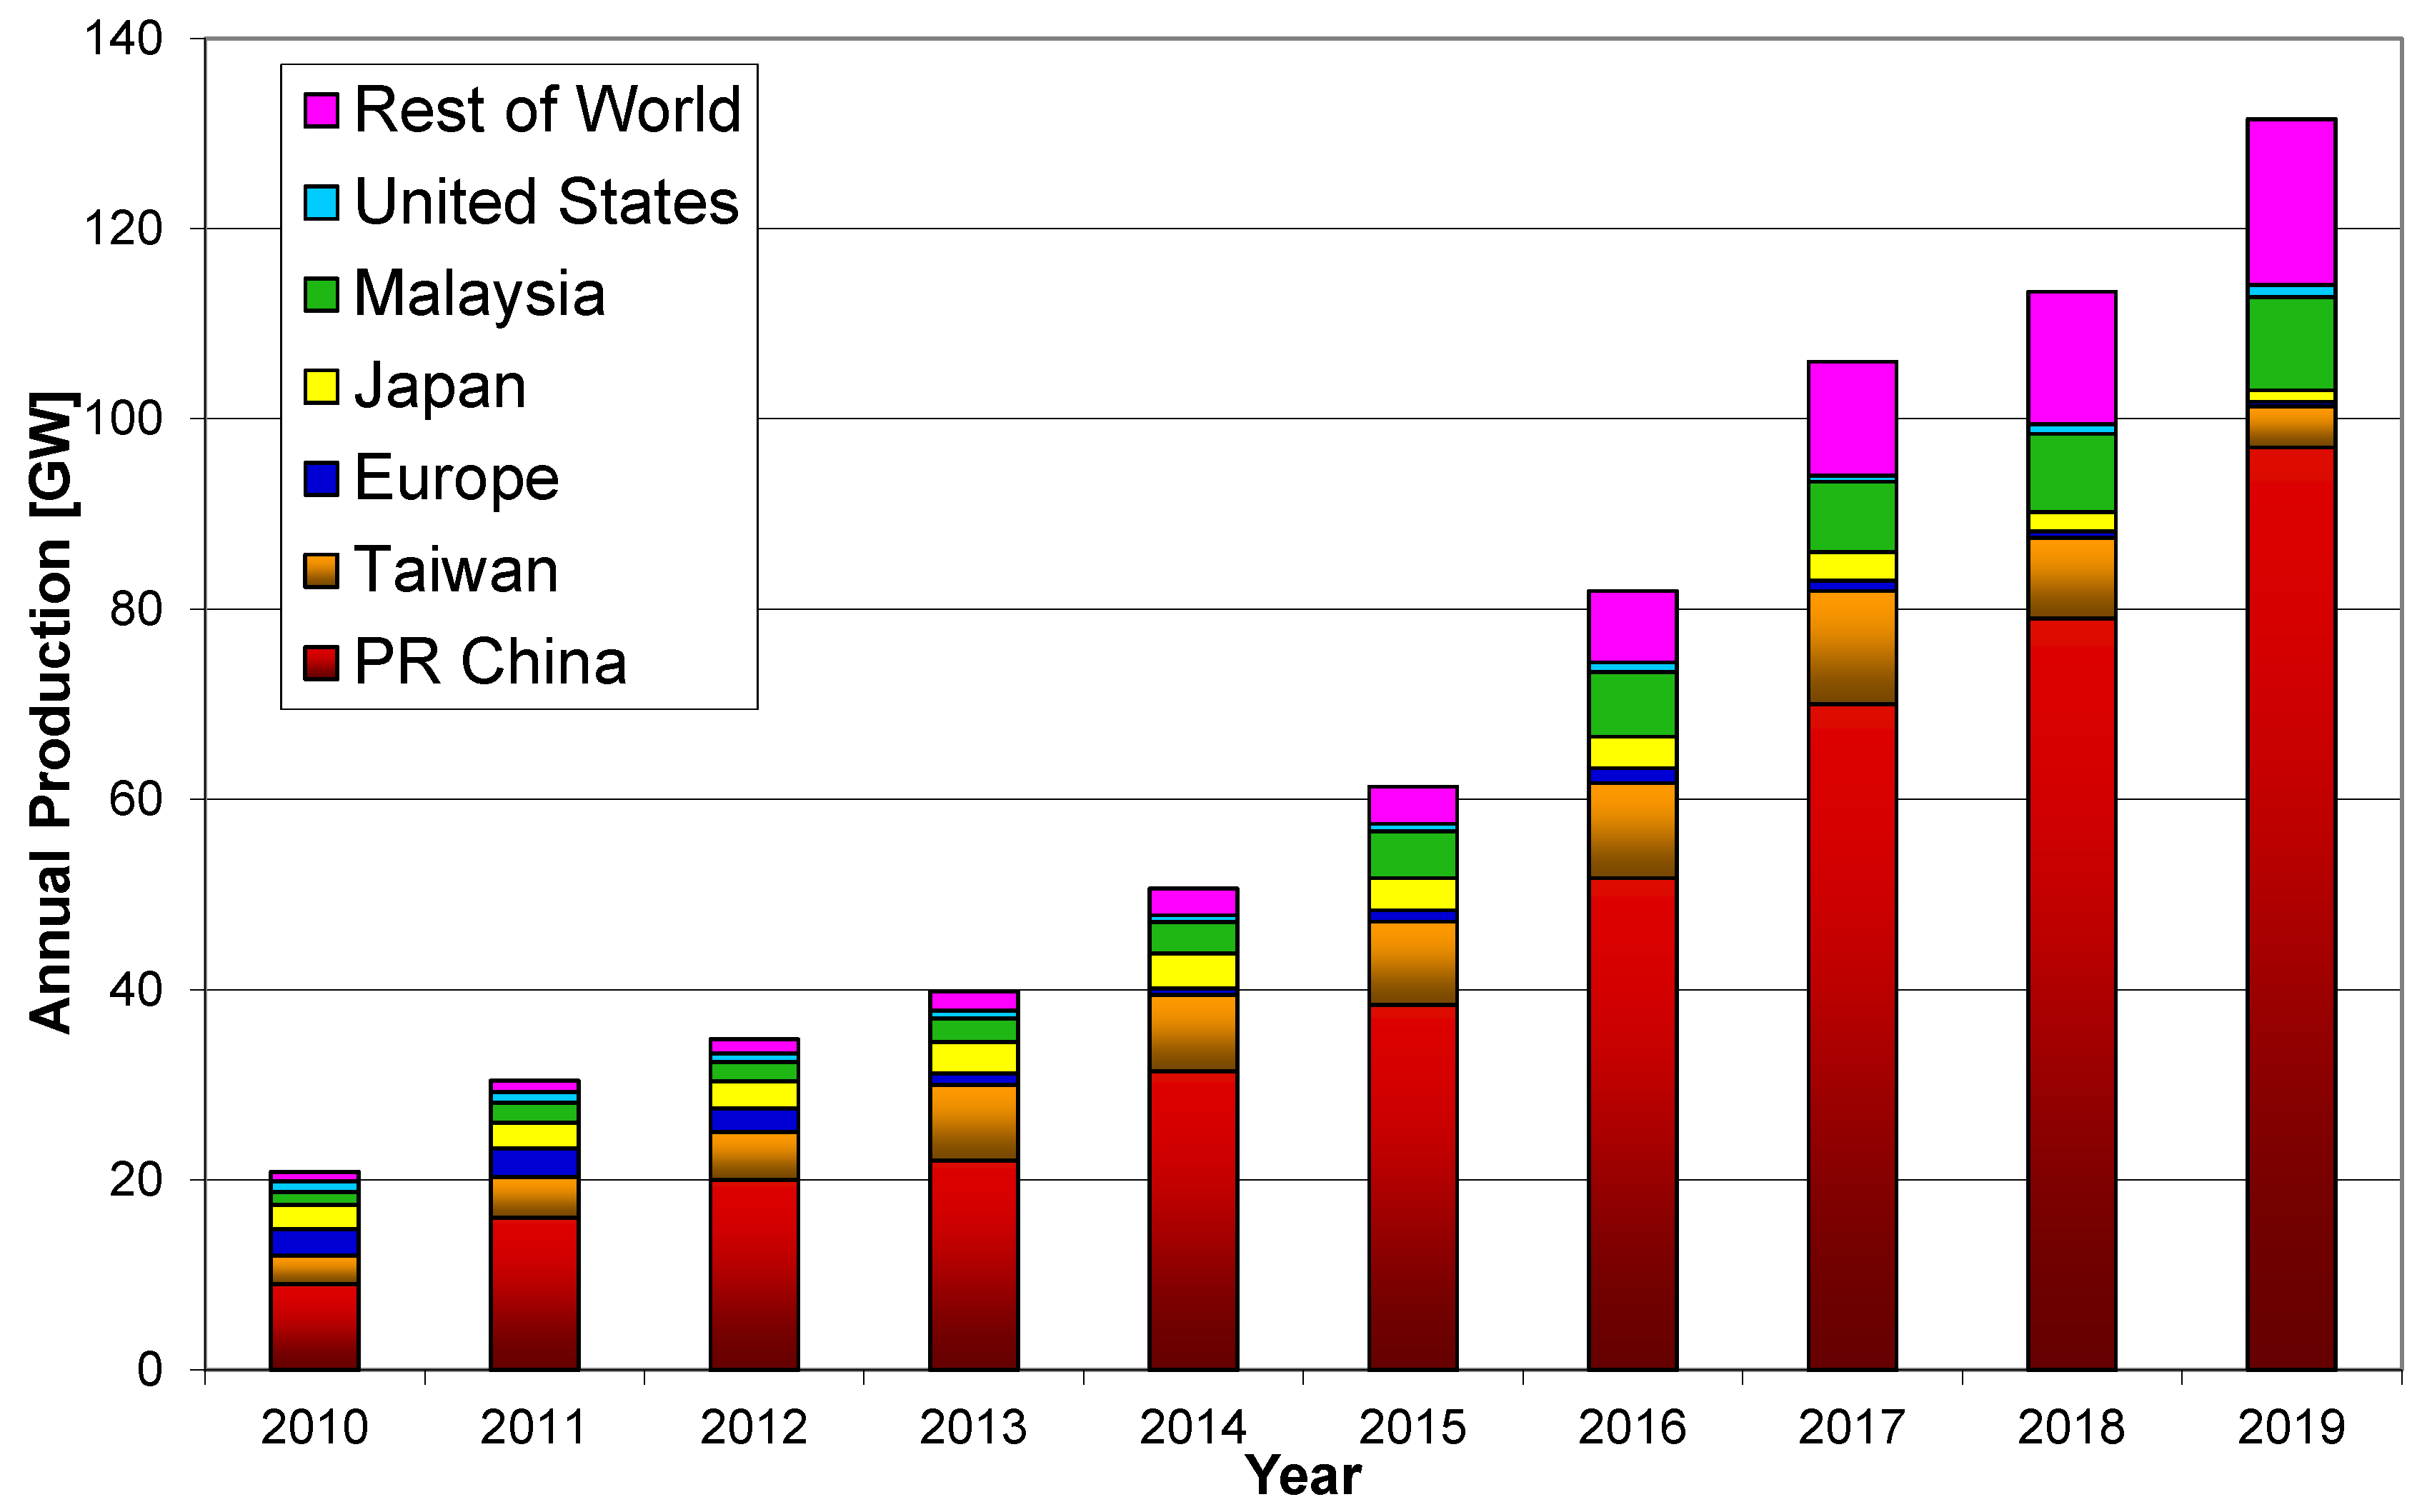 140
120
100
80
60
40
20
0
Annual Production [GW]
Rest of World
United States
Malaysia
Japan
Europe
Taiwan
PR China
2010 2011 2012 2013 2014 2015 2016 2017 2018 2019
Year